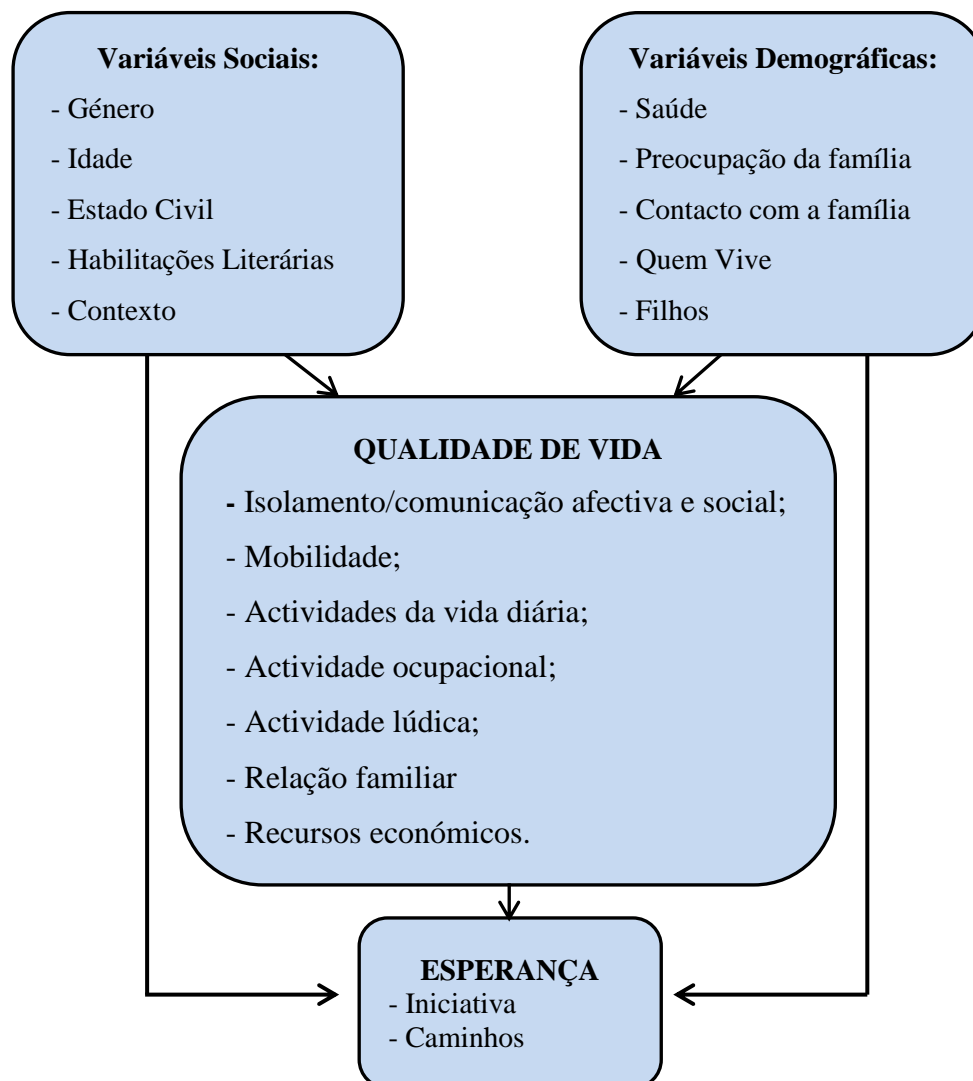 Variáveis Sociais:
- Género
- Idade
- Estado Civil
- Habilitações Literárias
- Contexto
Variáveis Demográficas:
- Saúde
- Preocupação da família
- Contacto com a família
- Quem Vive
- Filhos
QUALIDADE DE VIDA
- Isolamento/comunicação afectiva e social;
- Mobilidade;
- Actividades da vida diária;
- Actividade ocupacional;
- Actividade lúdica;
- Relação familiar
- Recursos económicos.
ESPERANÇA
- Iniciativa
- Caminhos